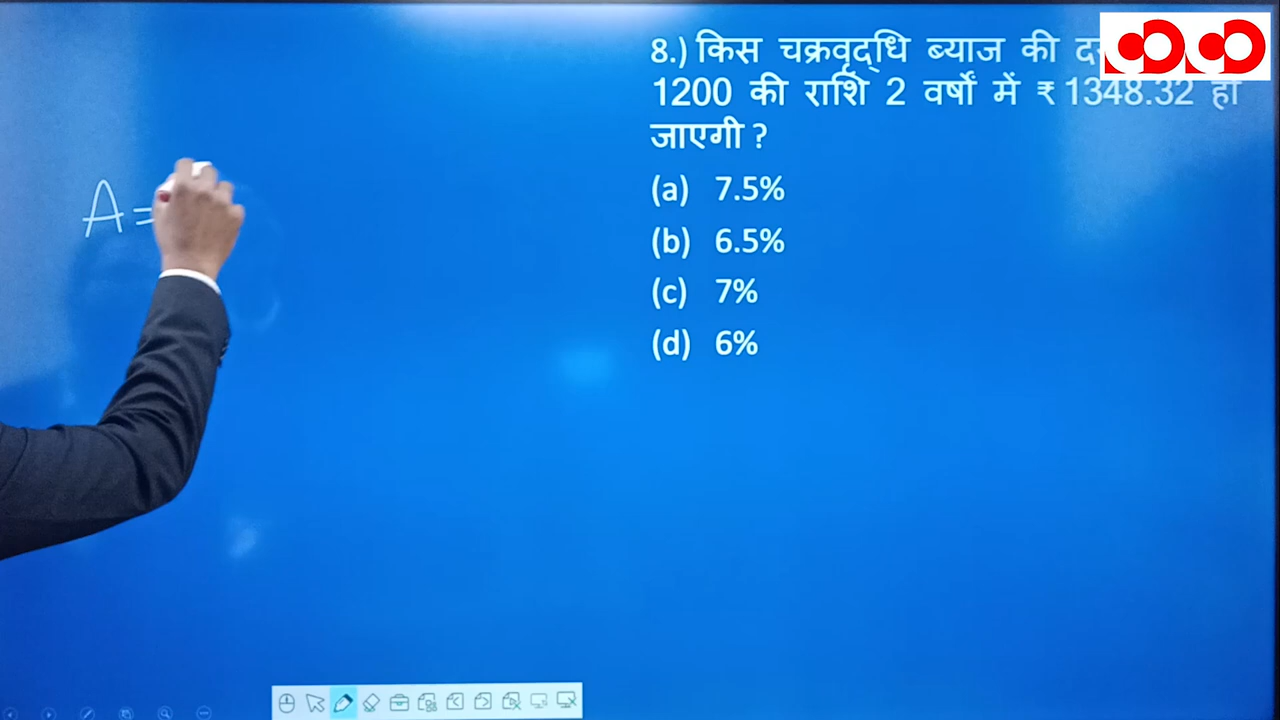 8.) किस चक्रवृद्धि ब्याज की
1200 की राशि 2 वर्षों में ₹ 1348.32 हो
जाएगी ?
(a) 7.5%
(b) 6.5%
(c) 7%
(d) 6%
A =